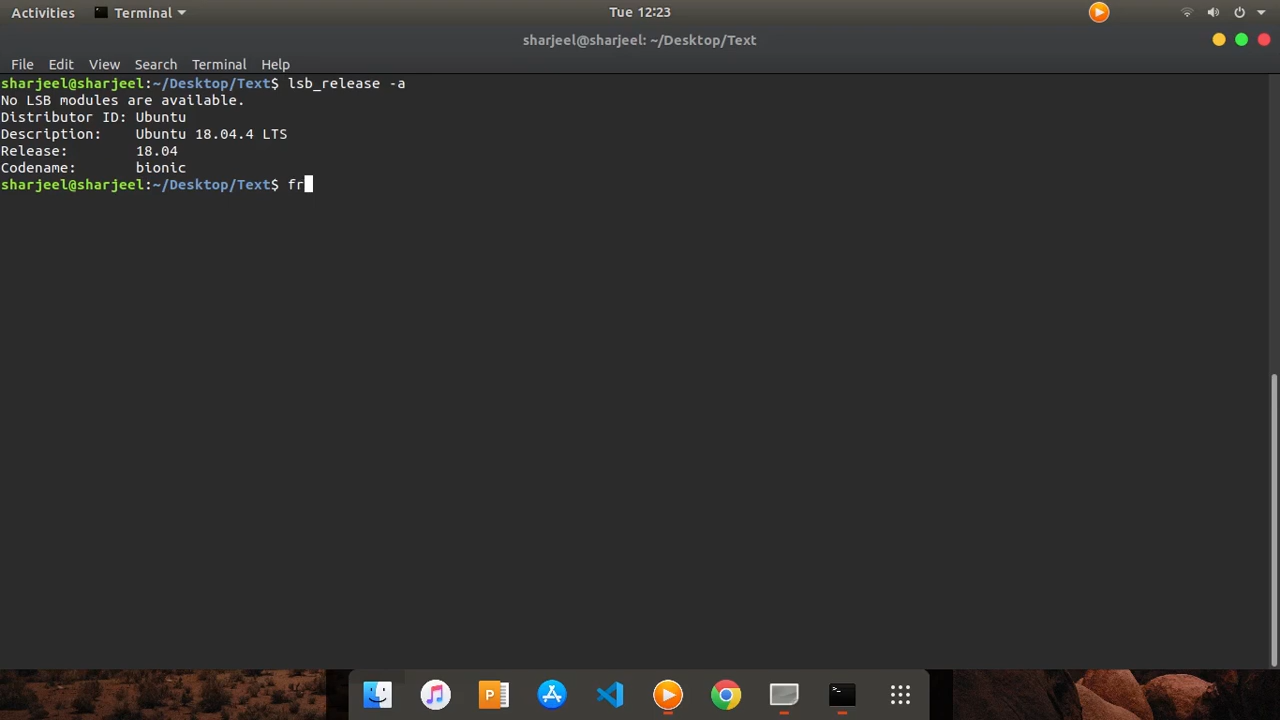 Activities Terminal Tue 12:23
sharjeel@sharjeel: ~/Desktop/Text
File Edit View Search Terminal Help
sharjeel@sharjeel:~/Desktop/Text$ lsb_release -a
No LSB modules are available.
Distributor ID: Ubuntu
Description: Ubuntu 18.04.4 LTS
Release: 18.04
Codename: bionic
sharjeel@sharjeel:~/Desktop/Text$ fr
P >_